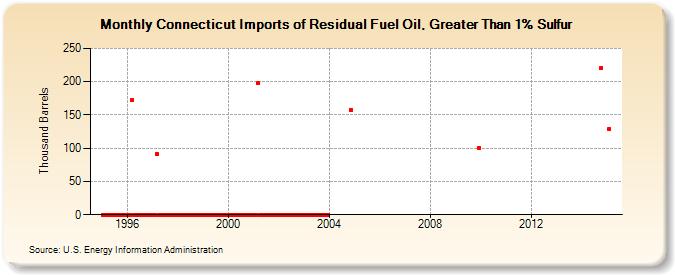 Monthly Connecticut Imports of Residual Fuel Oil, Greater Than 1% Sulfur
Thousand Barrels
250
200
150
100
50
0
1996 2000 2004 2008 2012
Source: U.S. Energy Information Administration